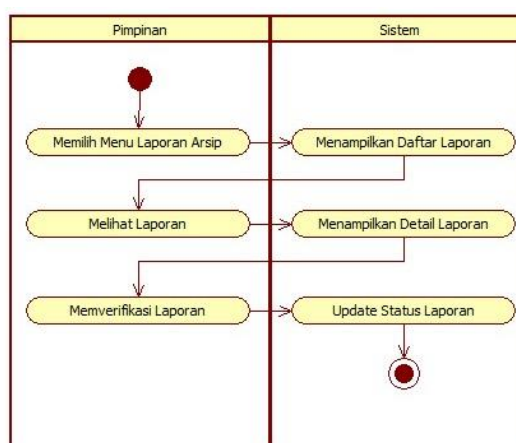 Pimpinan
Sistem
Memilih Menu Laporan Arsip
Menampilkan Daftar Laporan
Melihat Laporan
Menampilkan Detail Laporan
Memverifikasi Laporan
Update Status Laporan